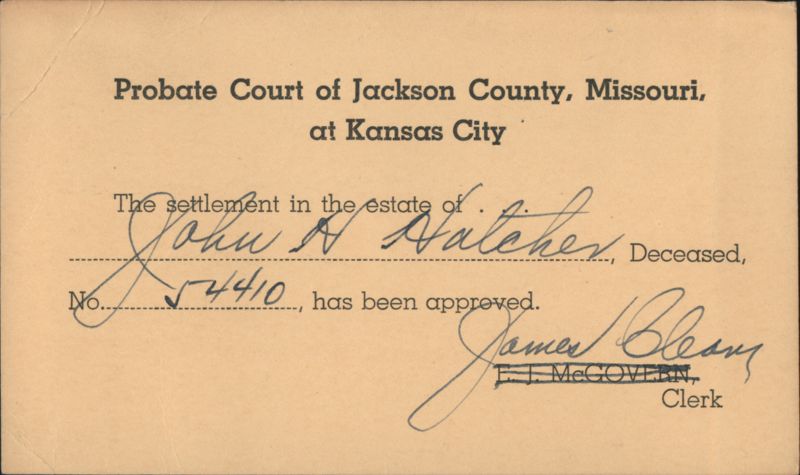 Probate Court of Jackson County, Missouri,
at Kansas City
The settlement in the estate of . . .
John H Hatcher, Deceased,
No. 54410, has been approved.
James Cleary
E. J. McGOVERN,
Clerk